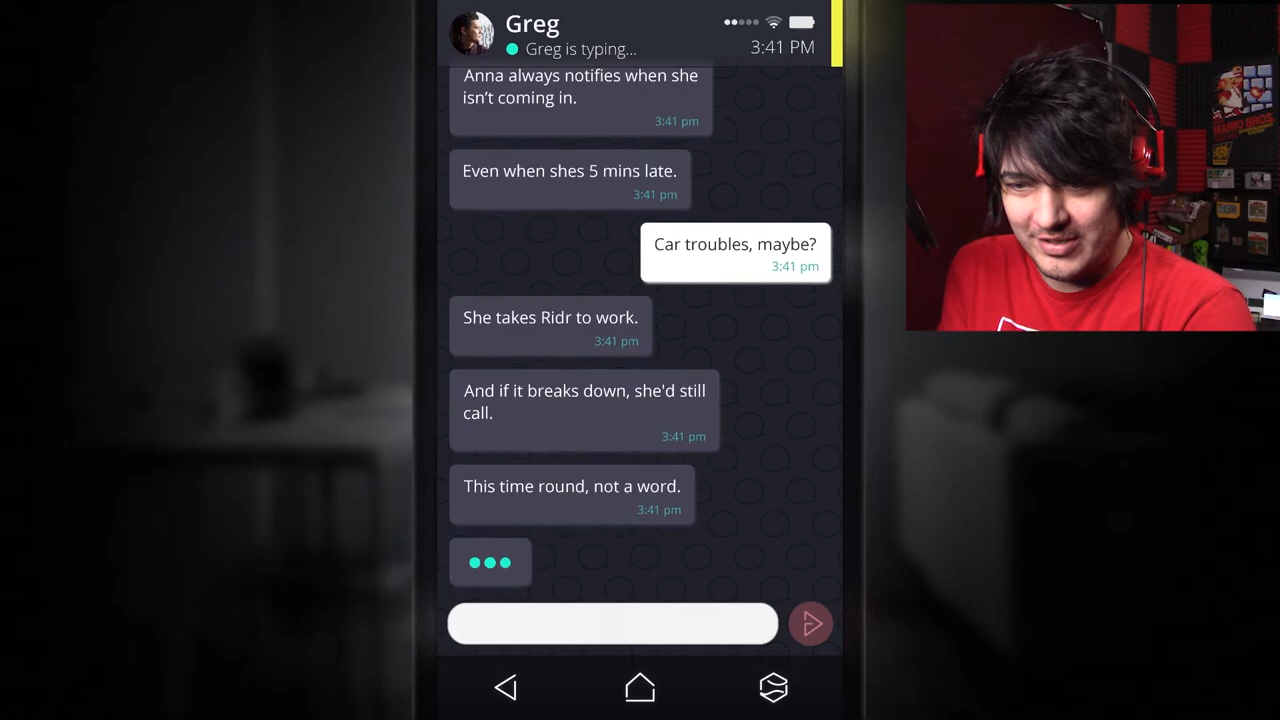 Greg
Greg is typing...
3:41 PM
Anna always notifies when she
isn't coming in.
3:41 pm
Even when shes 5 mins late.
3:41 pm
Car troubles, maybe?
3:41 pm
She takes Ridr to work.
3:41 pm
And if it breaks down, she'd still
call.
3:41 pm
This time round, not a word.
3:41 pm
MARIO BROS.